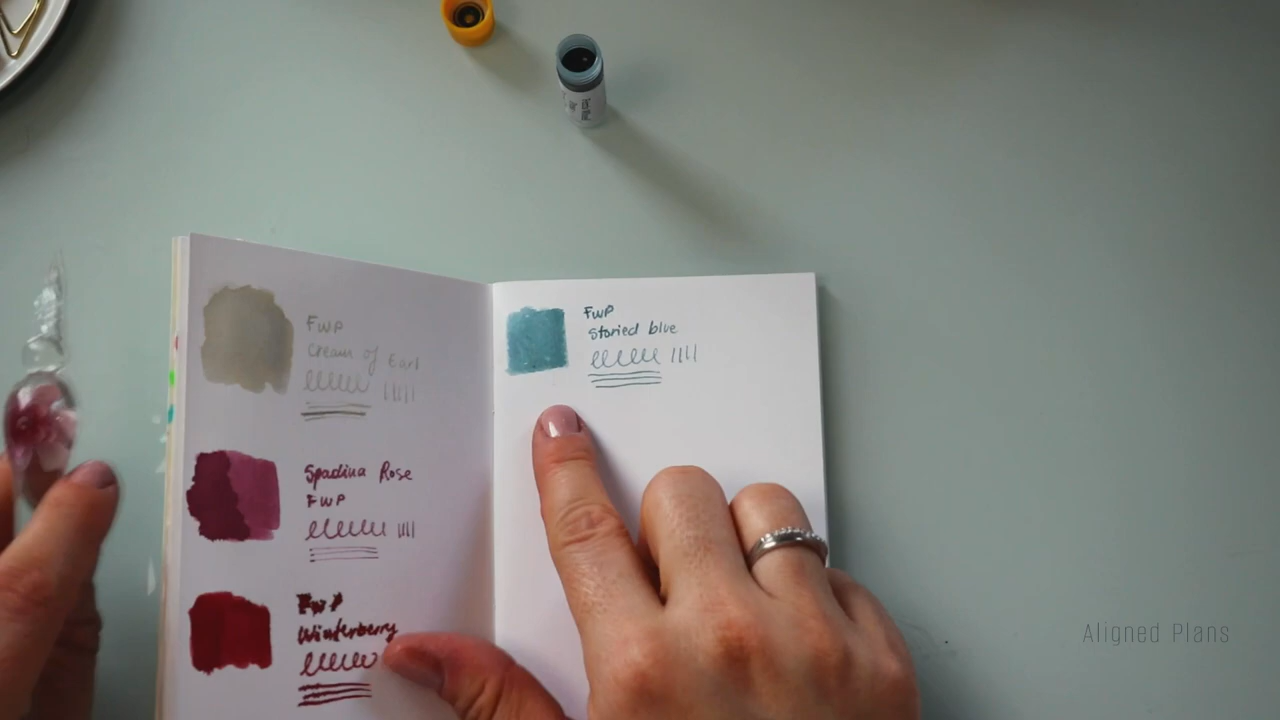 FWP
Cream of Earl
Spadina Rose
FWP
FWP
Winterberry
FWP
Storied blue
Aligned Plans